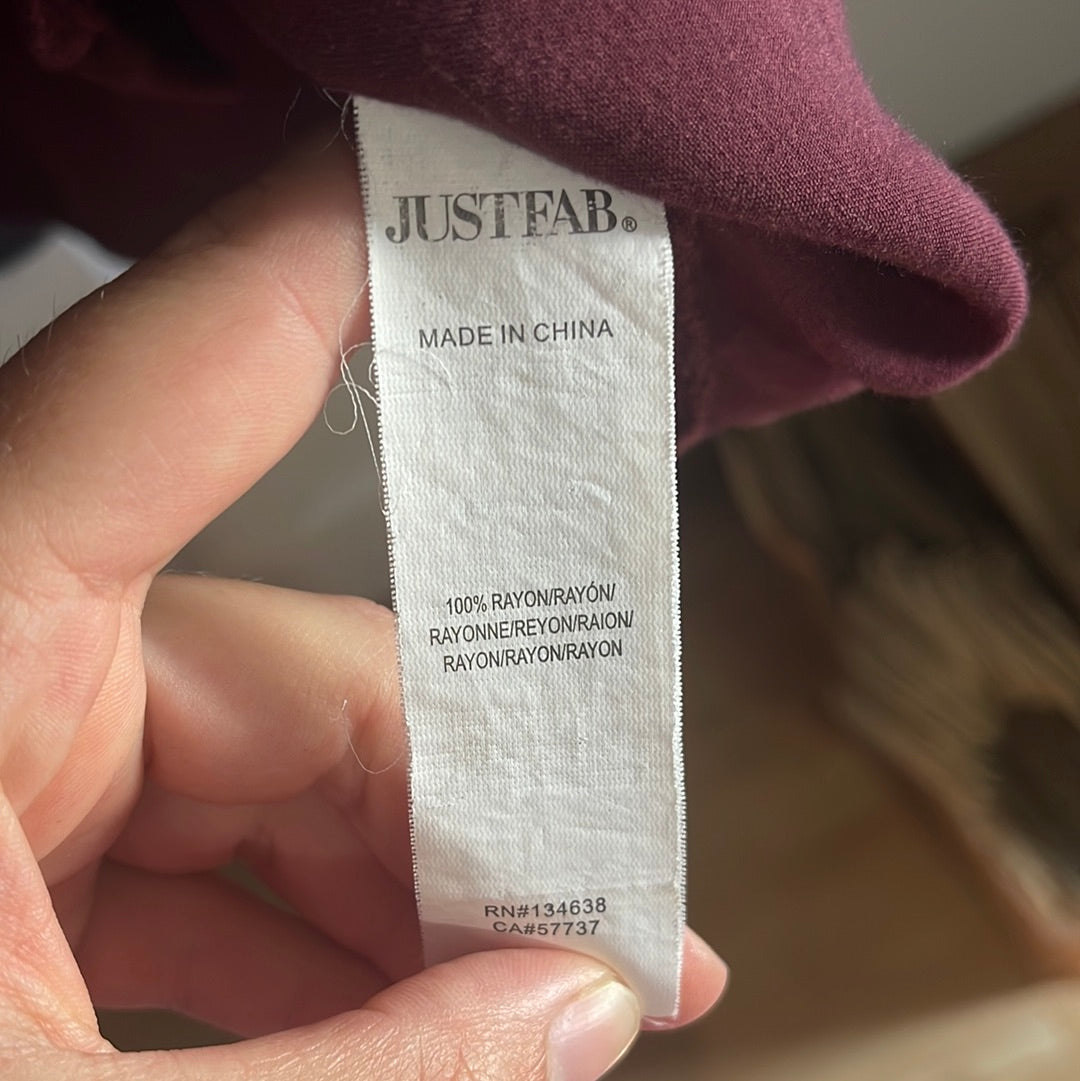 JUSTFAB®
MADE IN CHINA
100% RAYON/RAYÓN/
RAYONNE/REYON/RAION/
RAYON/RAYON/RAYON
RN#134638
CA#57737